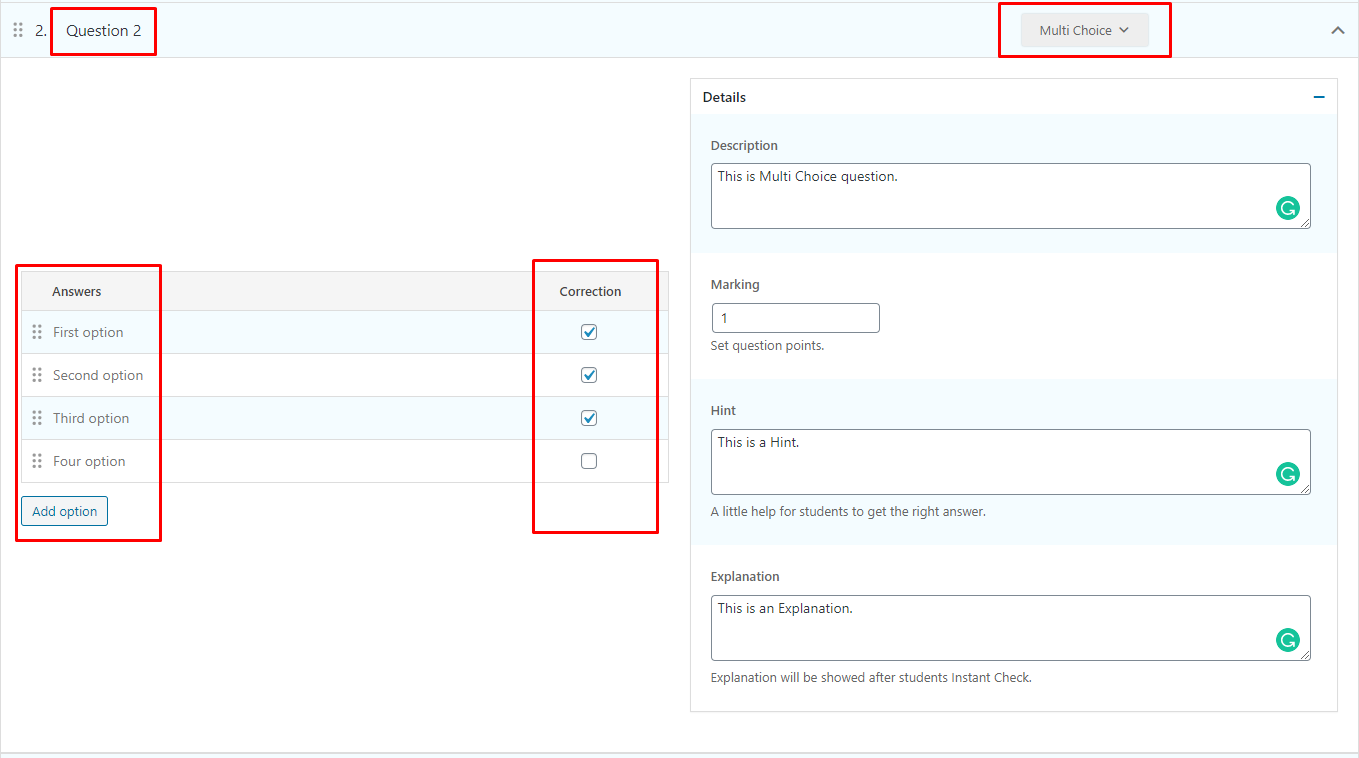 2. Question 2
Multi Choice
Answers
Correction
First option
Second option
Third option
Four option
Add option
Details
Description
This is Multi Choice question.
Marking
1
Set question points.
Hint
This is a Hint.
A little help for students to get the right answer.
Explanation
This is an Explanation.
Explanation will be showed after students Instant Check.